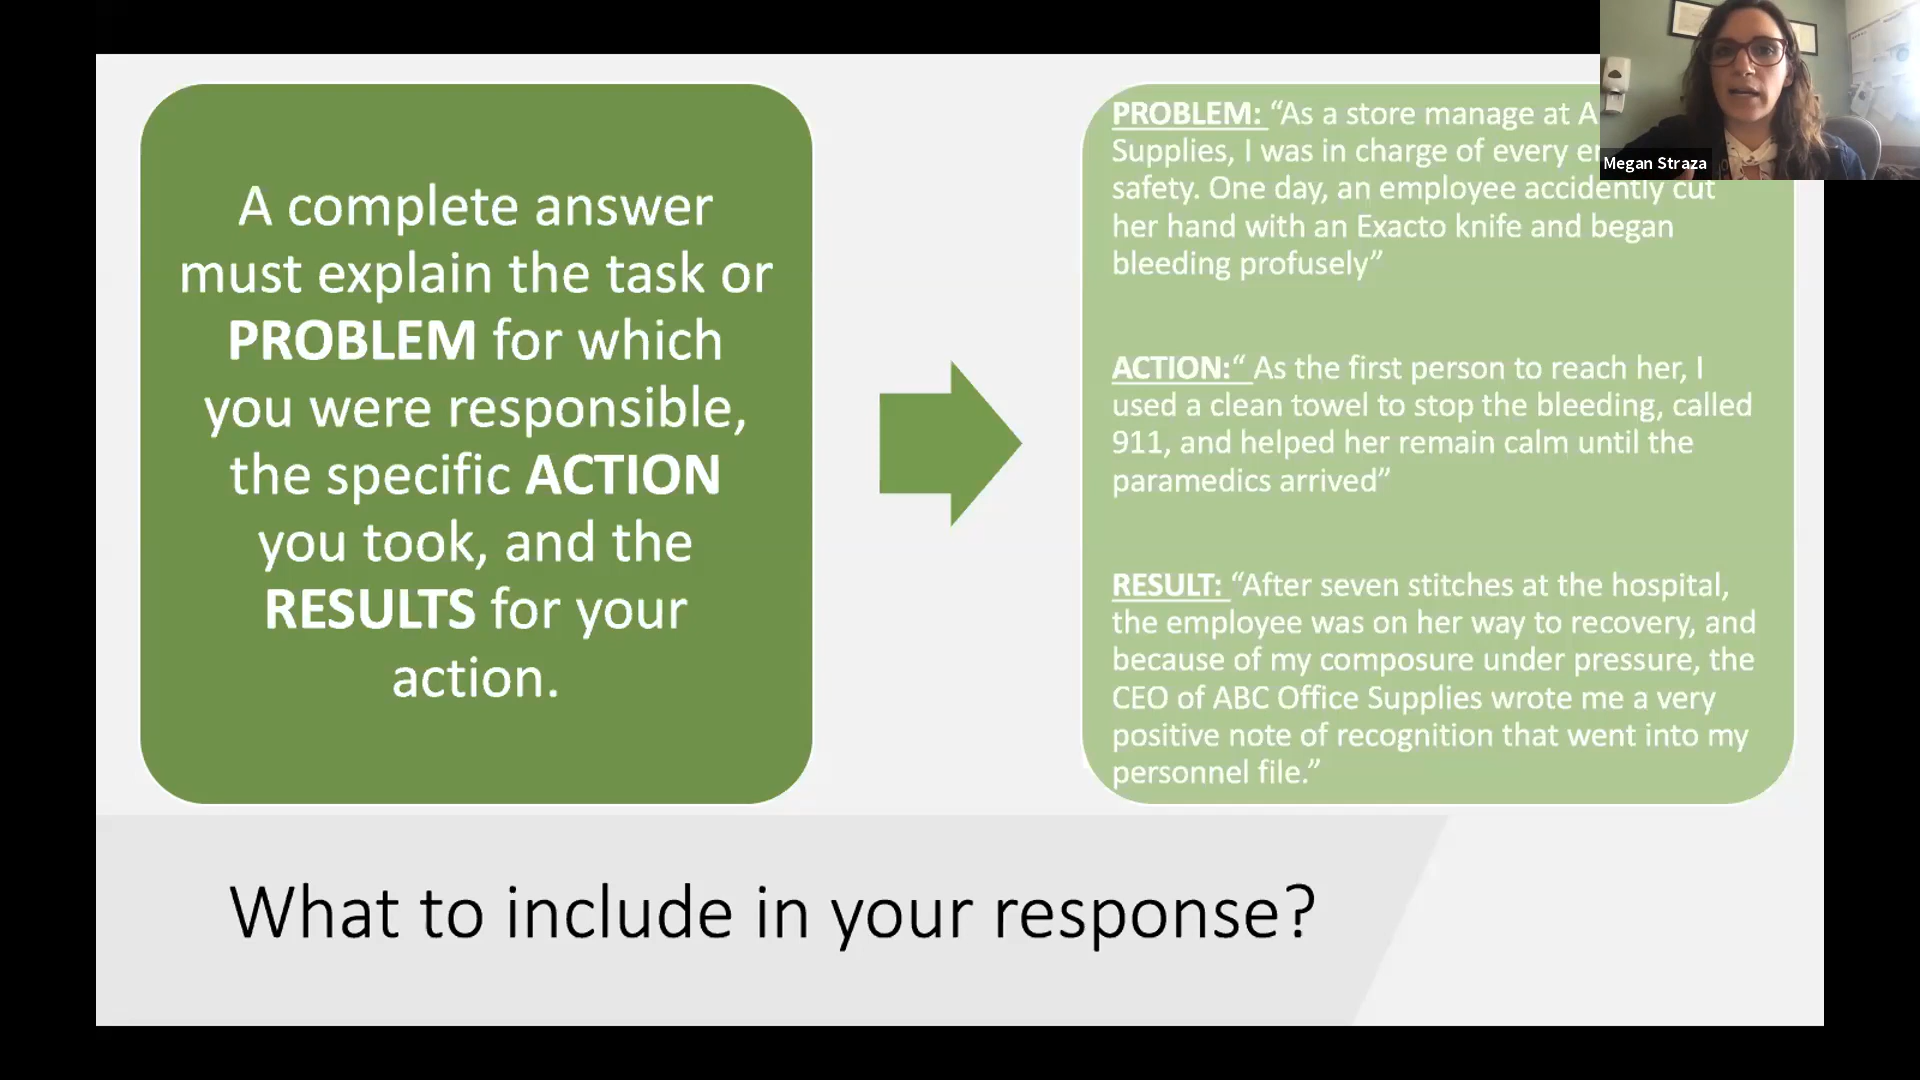 A complete answer
must explain the task or
PROBLEM for which
you were responsible,
the specific ACTION
you took, and the
RESULTS for your
action.
PROBLEM: “As a store manage at A
Supplies, I was in charge of every
safety. One day, an employee accidently cut
her hand with an Exacto knife and began
bleeding profusely”
ACTION:“ As the first person to reach her, I
used a clean towel to stop the bleeding, called
911, and helped her remain calm until the
paramedics arrived”
RESULT: “After seven stitches at the hospital,
the employee was on her way to recovery, and
because of my composure under pressure, the
CEO of ABC Office Supplies wrote me a very
positive note of recognition that went into my
personnel file.”
What to include in your response?
Megan Straza